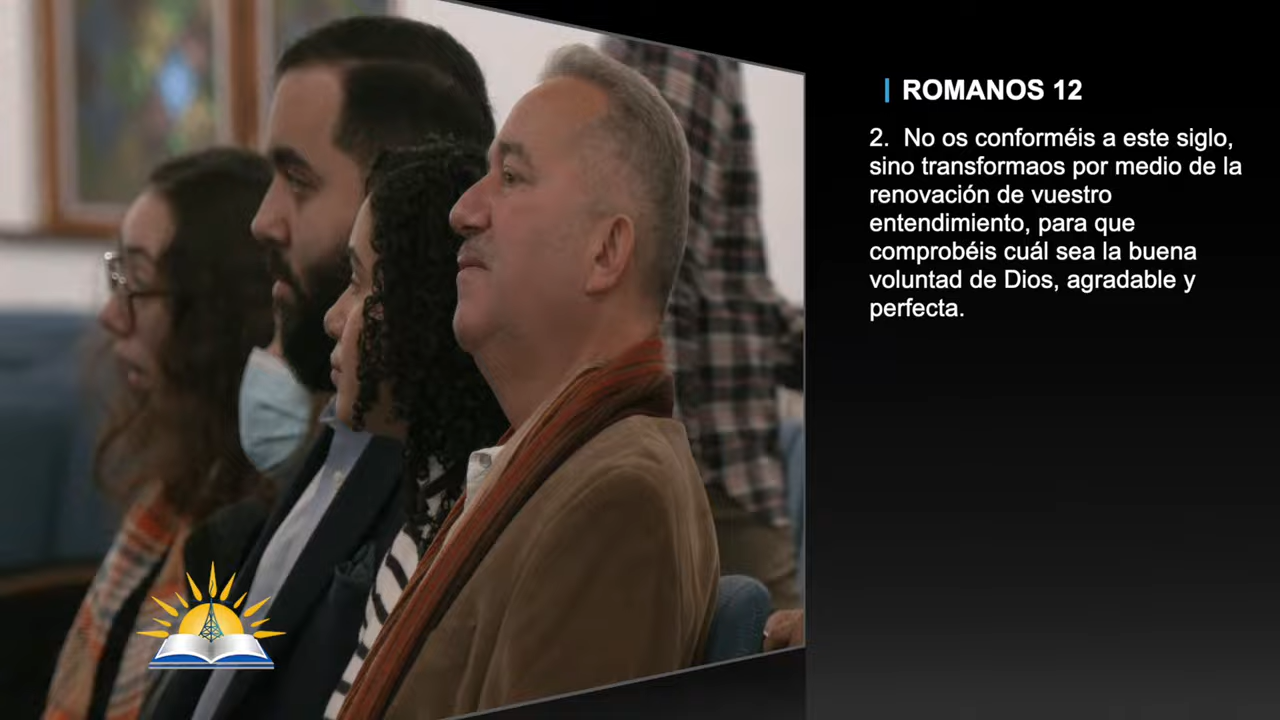 ROMANOS 12
2. No os conforméis a este siglo,
sino transformaos por medio de la
renovación de vuestro
entendimiento, para que
comprobéis cuál sea la buena
voluntad de Dios, agradable y
perfecta.